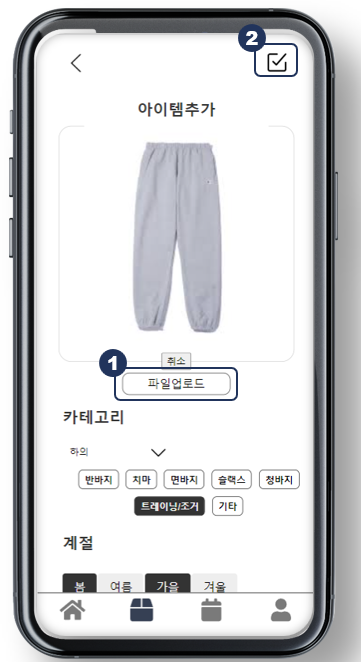 2
아이템추가
취소
1
파일업로드
카테고리
하의
반바지 치마 면바지 슬랙스 청바지
트레이닝/조거 기타
계절
봄 여름 가을 겨울